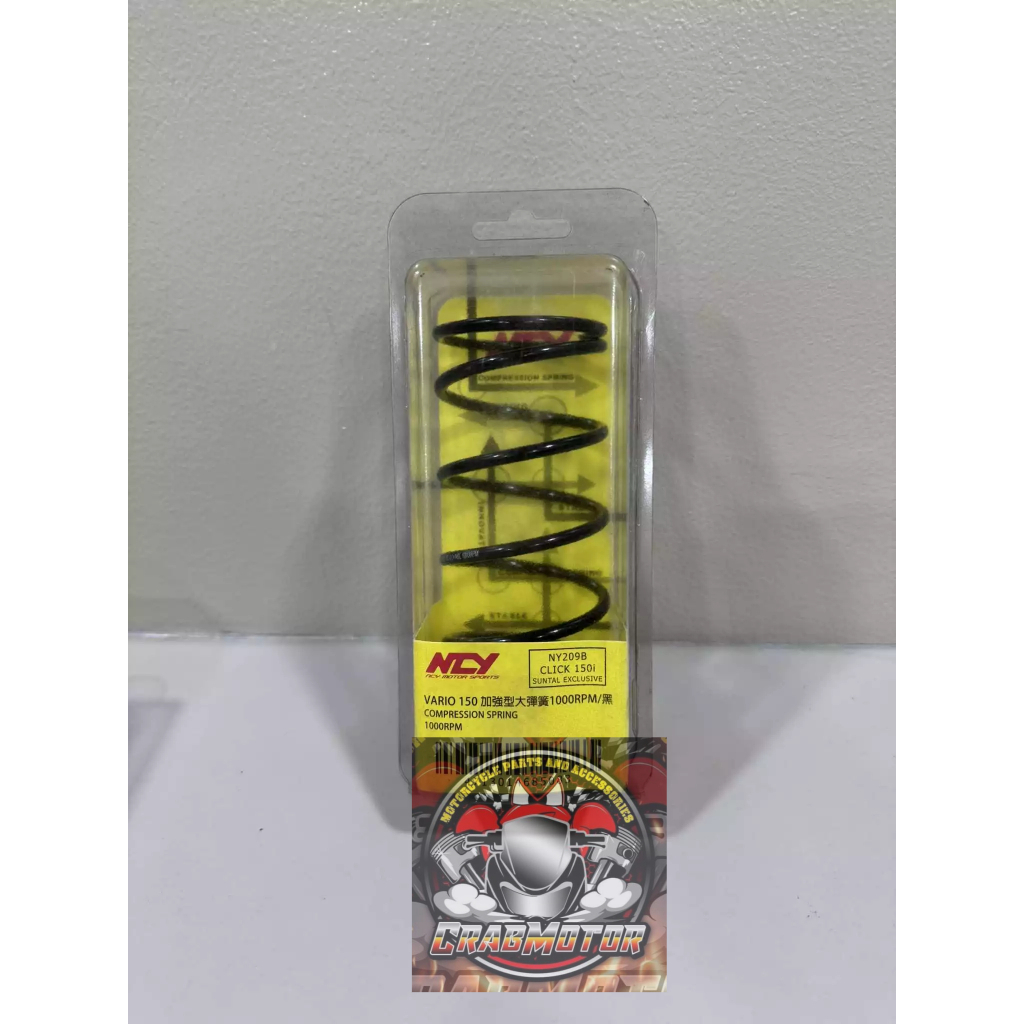 NCY
COMPRESSION SPRING
NCY
NCY MOTOR SPORTS
NY209B
CLICK 150i
SUNTAL EXCLUSIVE
VARIO 150 加強型大彈簧1000RPM/黑
COMPRESSION SPRING
1000RPM
MOTORCYCLE PARTS AND ACCESSORIES
CRABMOTOR